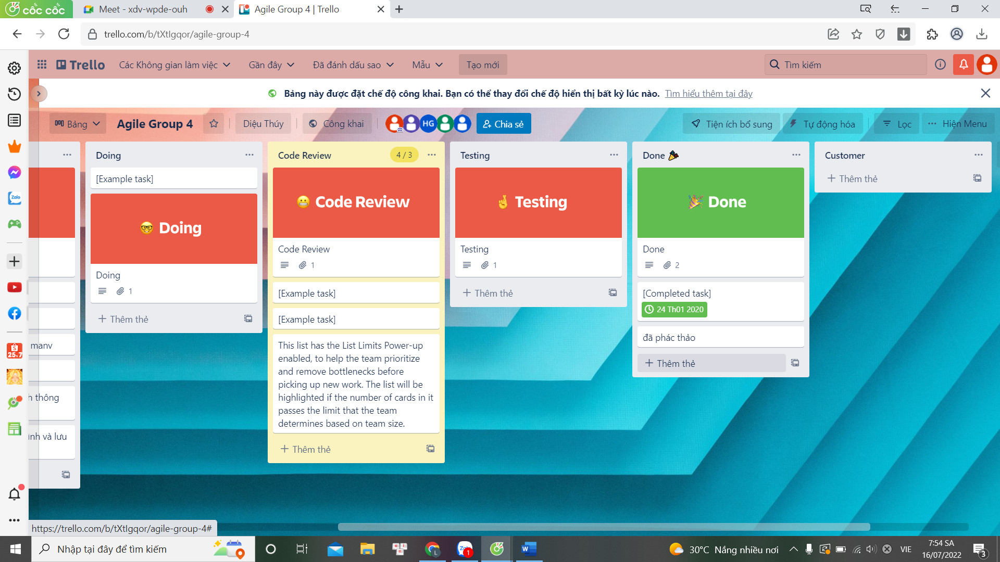 cốc cốc
Meet - xdv-wpde-ouh
Agile Group 4 | Trello
trello.com/b/tXtIgqor/agile-group-4
Trello
Các Không gian làm việc
Gần đây
Đã đánh dấu sao
Mẫu
Tạo mới
Tìm kiếm
Bảng này được đặt chế độ công khai. Bạn có thể thay đổi chế độ hiển thị bất kỳ lúc nào. Tìm hiểu thêm tại đây
Bảng
Agile Group 4
Diệu Thúy
Công khai
HG
Chia sẻ
Tiện ích bổ sung
Tự động hóa
Lọc
Hiện Menu
manv
h thông
ình và lưu
Doing
[Example task]
Doing
Doing
1
Thêm thẻ
Code Review
4 / 3
Code Review
Code Review
1
[Example task]
[Example task]
This list has the List Limits Power-up
enabled, to help the team prioritize
and remove bottlenecks before
picking up new work. The list will be
highlighted if the number of cards in it
passes the limit that the team
determines based on team size.
Thêm thẻ
Testing
Testing
Testing
1
Thêm thẻ
Done
Done
Done
2
[Completed task]
24 Th01 2020
đã phác thảo
Thêm thẻ
Customer
Thêm thẻ
Zalo
25.7
https://trello.com/b/tXtIgqor/agile-group-4#
Nhập tại đây để tìm kiếm
L
1
30°C Nắng nhiều nơi
VIE
7:54 SA
16/07/2022
3